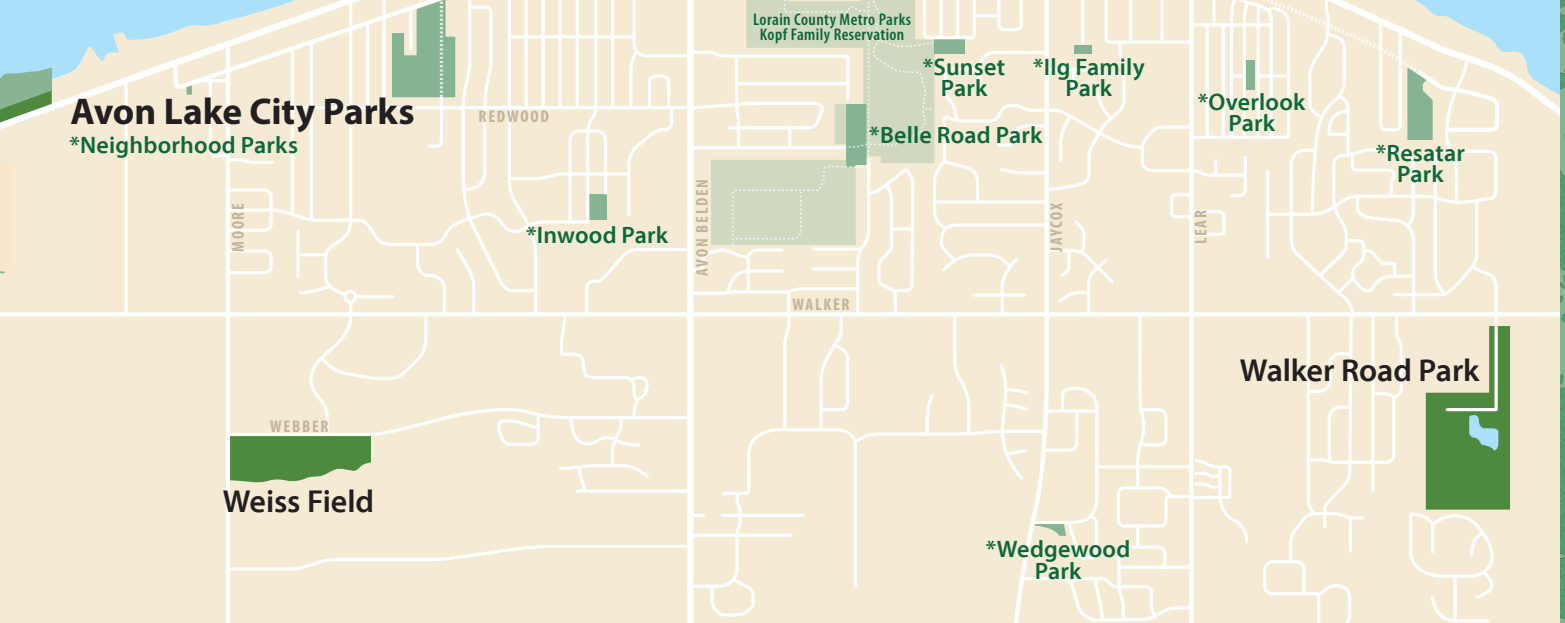 Lorain County Metro Parks
Kopf Family Reservation
*Sunset
Park
*Ilg Family
Park
*Overlook
Park
Avon Lake City Parks
*Neighborhood Parks
REDWOOD
*Belle Road Park
*Resatar
Park
MOORE
*Inwood Park
AVON BELDEN
JAYCOX
LEAR
WALKER
Walker Road Park
WEBBER
Weiss Field
*Wedgewood
Park